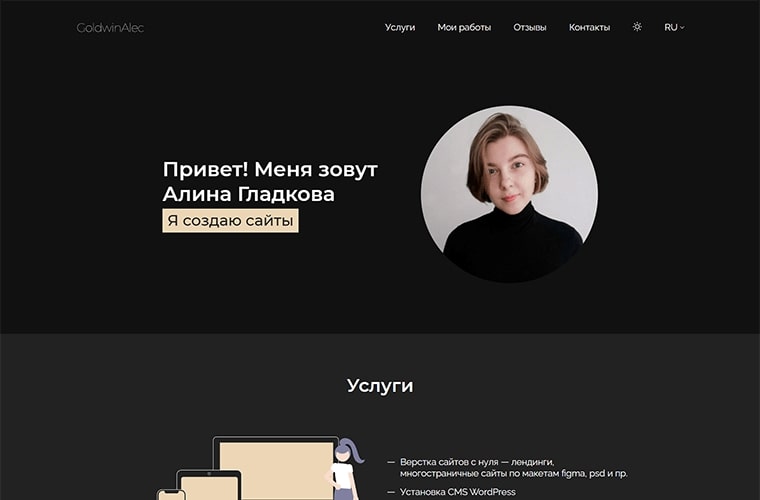 GoldwinAlec
Услуги Мои работы Отзывы Контакты RU
Привет! Меня зовут
Алина Гладкова
Я создаю сайты
Услуги
— Верстка сайтов с нуля — лендинги,
многостраничные сайты по макетам figma, psd и пр.
— Установка CMS WordPress